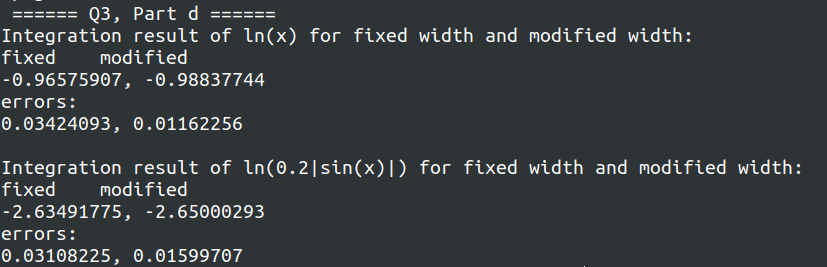 ====== Q3, Part d ======
Integration result of ln(x) for fixed width and modified width:
fixed    modified
-0.96575907, -0.98837744
errors:
0.03424093, 0.01162256
Integration result of ln(0.2|sin(x)|) for fixed width and modified width:
fixed    modified
-2.63491775, -2.65000293
errors:
0.03108225, 0.01599707